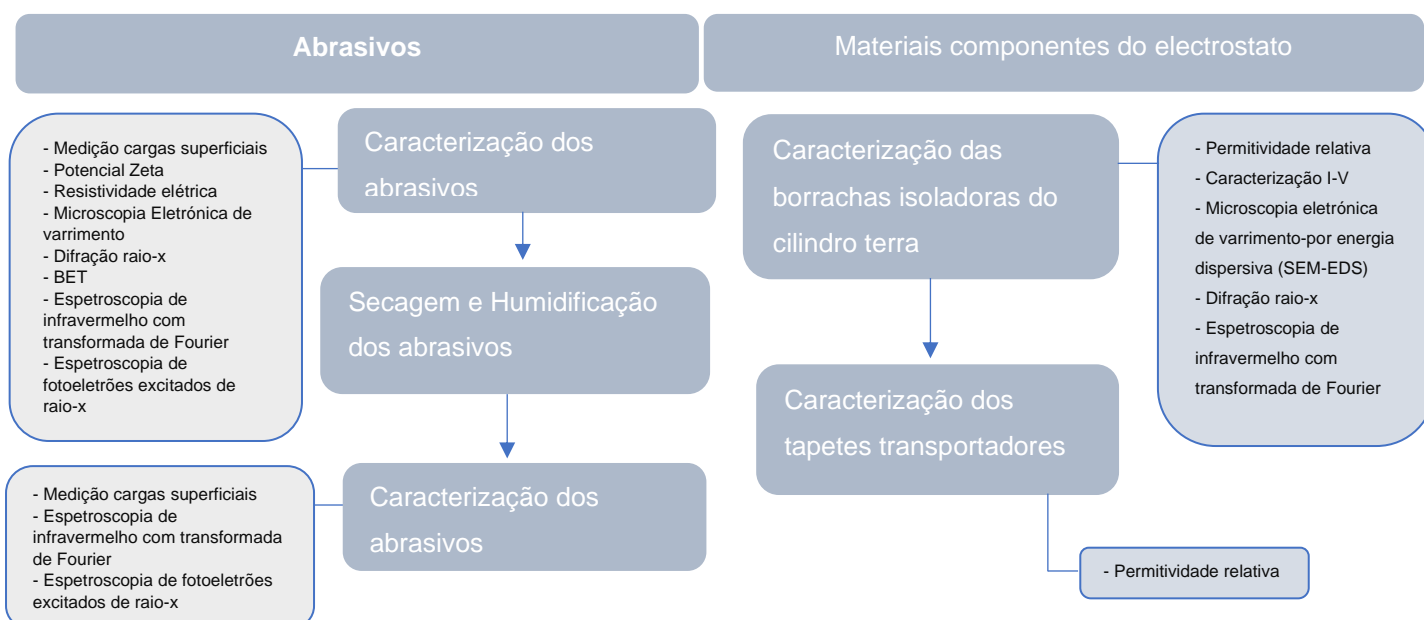 Abrasivos
- Medição cargas superficiais
- Potencial Zeta
- Resistividade elétrica
- Microscopia Eletrónica de
varrimento
- Difração raio-x
- BET
- Espetroscopia de
infravermelho com
transformada de Fourier
- Espetroscopia de
fotoeletrões excitados de
raio-x
Caracterização dos
abrasivos
Secagem e Humidificação
dos abrasivos
- Medição cargas superficiais
- Espetroscopia de
infravermelho com transformada
de Fourier
- Espetroscopia de fotoeletrões
excitados de raio-x
Caracterização dos
abrasivos
Materiais componentes do electrostato
Caracterização das
borrachas isoladoras do
cilindro terra
- Permitividade relativa
- Caracterização I-V
- Microscopia eletrónica
de varrimento-por energia
dispersiva (SEM-EDS)
- Difração raio-x
- Espetroscopia de
infravermelho com
transformada de Fourier
Caracterização dos
tapetes transportadores
- Permitividade relativa